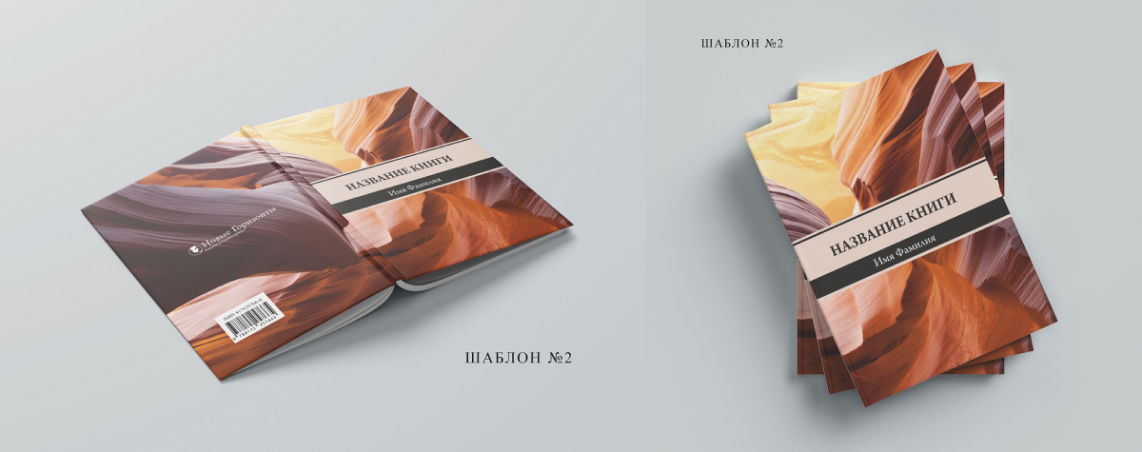 НАЗВАНИЕ КНИГИ
Имя Фамилия
Новые Горизонты
ШАБЛОН №2
ШАБЛОН №2
НАЗВАНИЕ КНИГИ
Имя Фамилия